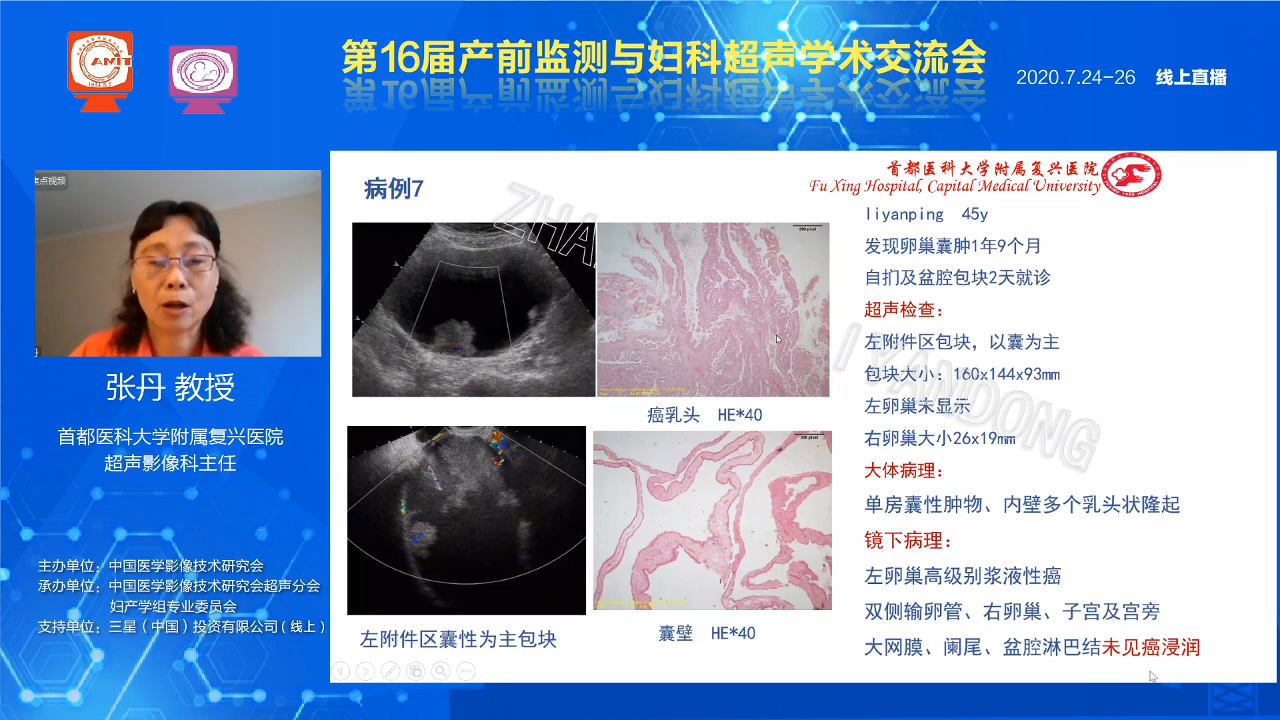 第16届产前监测与妇科超声学术交流会
2020.7.24-26 线上直播
CAMIT
焦点视频
张丹 教授
首都医科大学附属复兴医院
超声影像科主任
主办单位：中国医学影像技术研究会
承办单位：中国医学影像技术研究会超声分会
妇产学组专业委员会
支持单位：三星（中国）投资有限公司（线上）
首都医科大学附属复兴医院
Fu Xing Hospital, Capital Medical University
病例7
癌乳头 HE*40
左附件区囊性为主包块
囊壁 HE*40
liyanping 45y
发现卵巢囊肿1年9个月
自扪及盆腔包块2天就诊
超声检查：
左附件区包块，以囊为主
包块大小：160x144x93mm
左卵巢未显示
右卵巢大小26x19mm
大体病理：
单房囊性肿物、内壁多个乳头状隆起
镜下病理：
左卵巢高级别浆液性癌
双侧输卵管、右卵巢、子宫及宫旁
大网膜、阑尾、盆腔淋巴结未见癌浸润
ZHA
IYANDONG